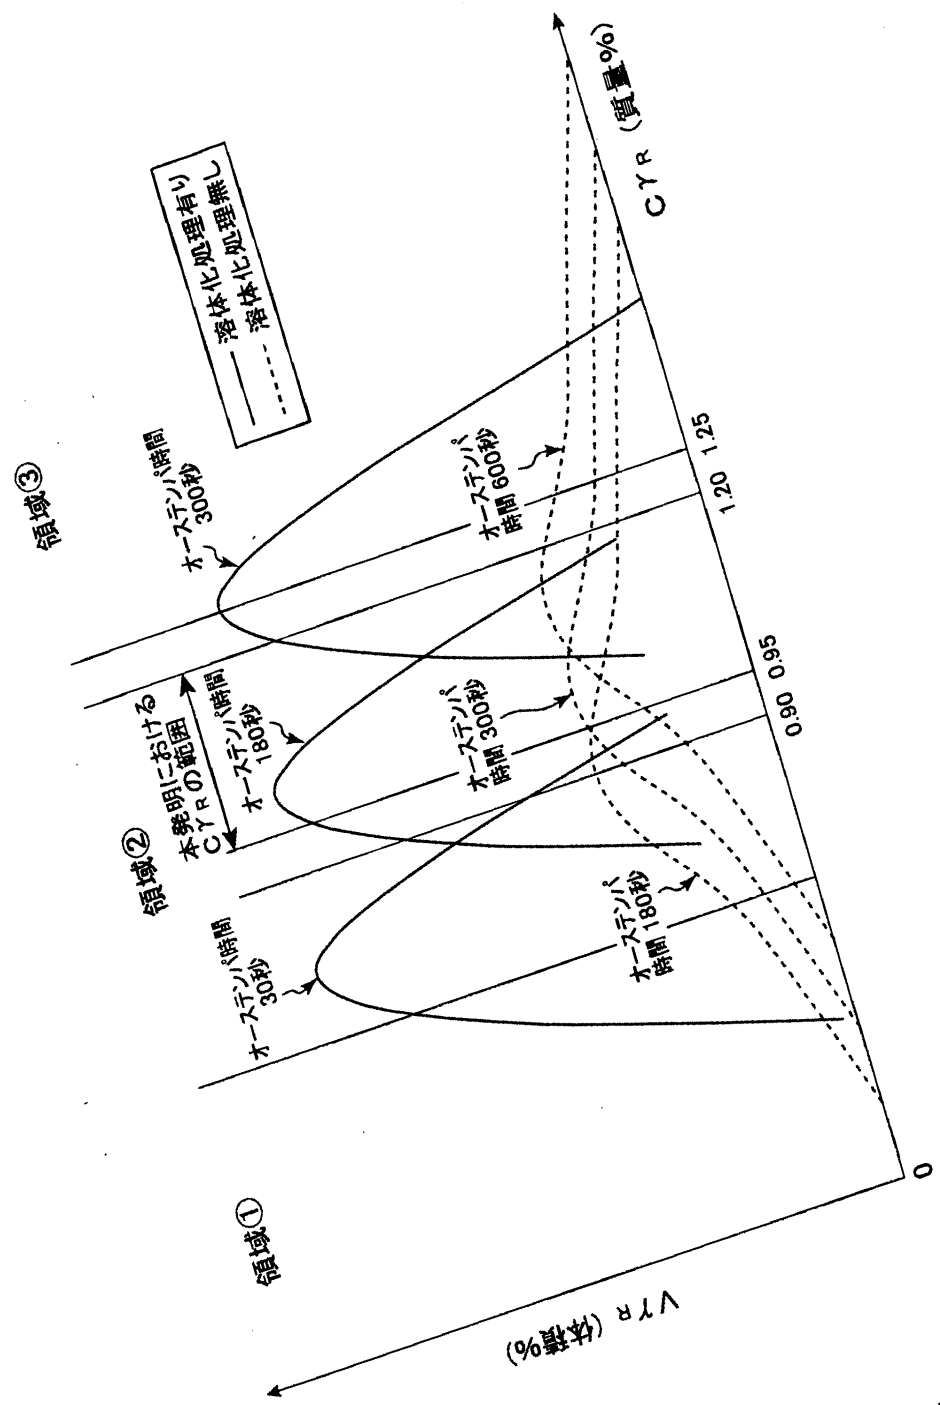 領域①
領域②
領域③
溶体化処理有り
溶体化処理無し
本発明における
CγRの範囲
オーステンパ時間
30秒
オーステンパ時間
180秒
オーステンパ時間
300秒
オーステンパ
時間 180秒
オーステンパ
時間 300秒
オーステンパ
時間 600秒
VγR (体積%)
0
0.90
0.95
1.20
1.25
CγR (質量%)